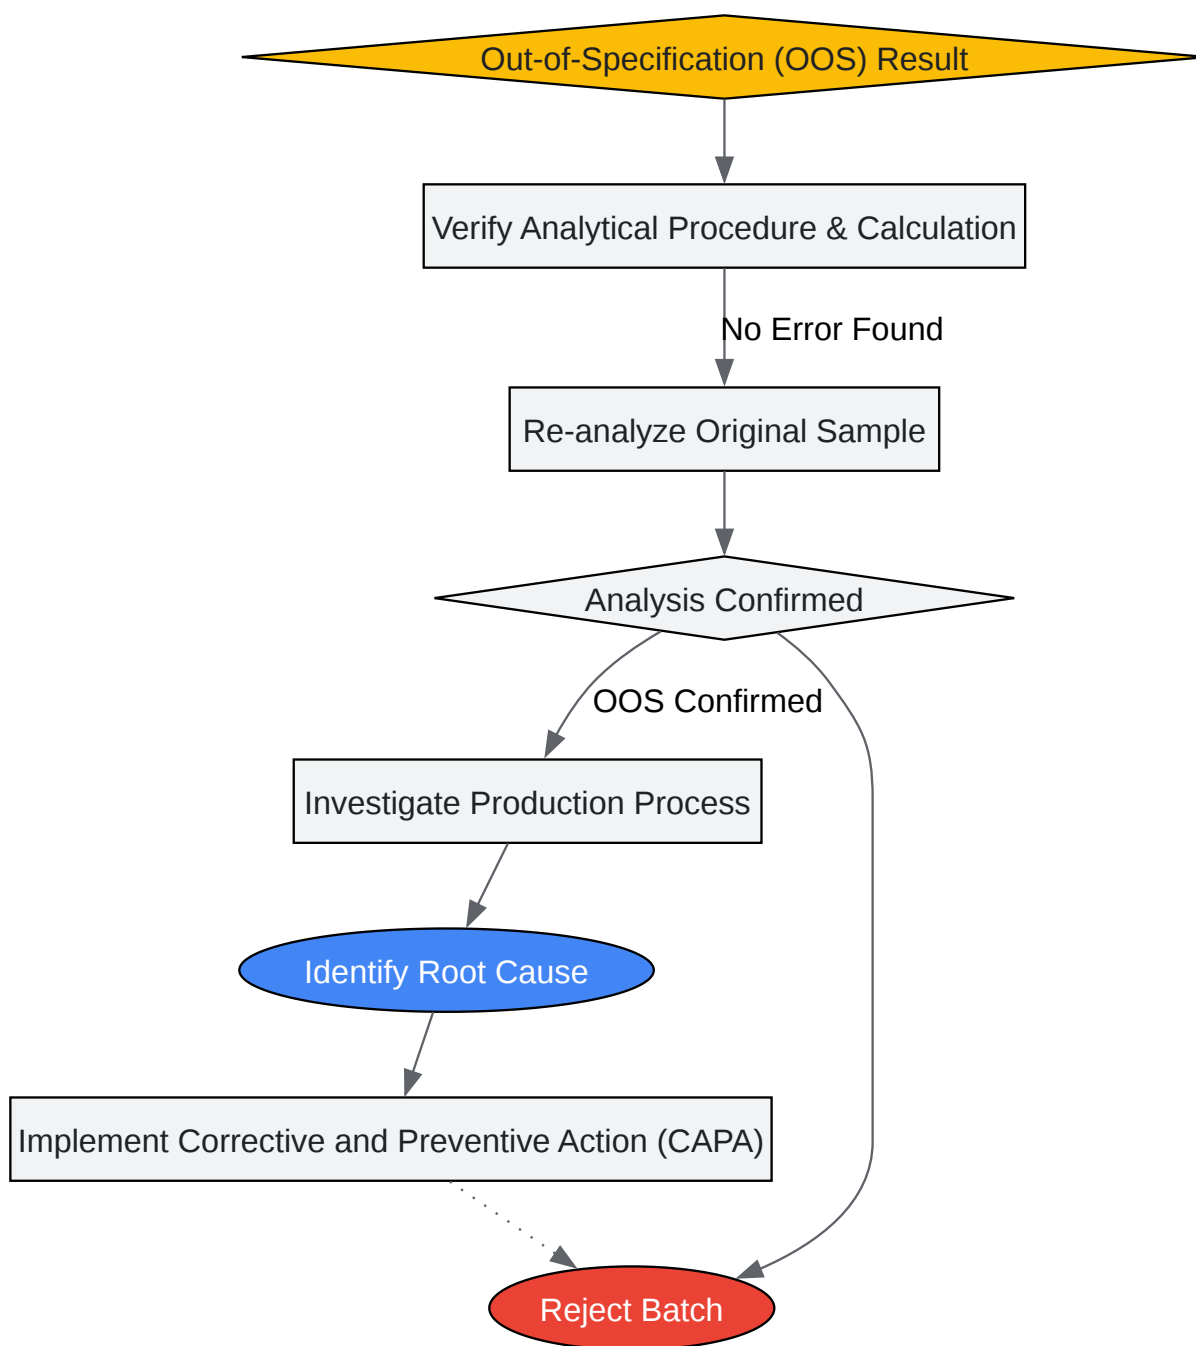 Out-of-Specification (OOS) Result
Verify Analytical Procedure & Calculation
No Error Found
Re-analyze Original Sample
Analysis Confirmed
OOS Confirmed
Investigate Production Process
Identify Root Cause
Implement Corrective and Preventive Action (CAPA)
Reject Batch